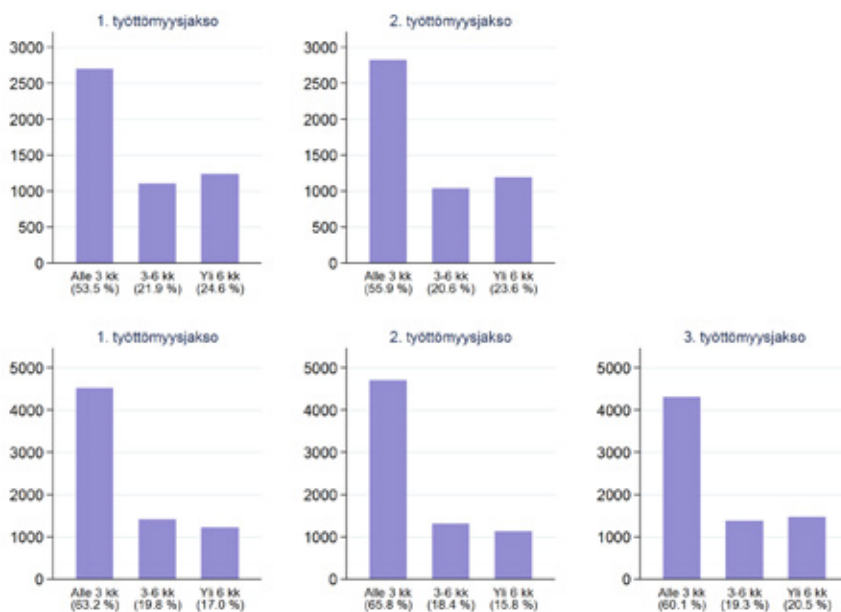 1. työttömyysjakso
2. työttömyysjakso
3000
2500
2000
1500
1000
500
0
Alle 3 kk 3-6 kk Yli 6 kk
(53.5 %) (21.9 %) (24.6 %)
3000
2500
2000
1500
1000
500
0
Alle 3 kk 3-6 kk Yli 6 kk
(55.9 %) (20.6 %) (23.6 %)
1. työttömyysjakso
2. työttömyysjakso
3. työttömyysjakso
5000
4000
3000
2000
1000
0
Alle 3 kk 3-6 kk Yli 6 kk
(63.2 %) (19.8 %) (17.0 %)
5000
4000
3000
2000
1000
0
Alle 3 kk 3-6 kk Yli 6 kk
(65.8 %) (18.4 %) (15.8 %)
5000
4000
3000
2000
1000
0
Alle 3 kk 3-6 kk Yli 6 kk
(60.1 %) (19.3 %) (20.5 %)